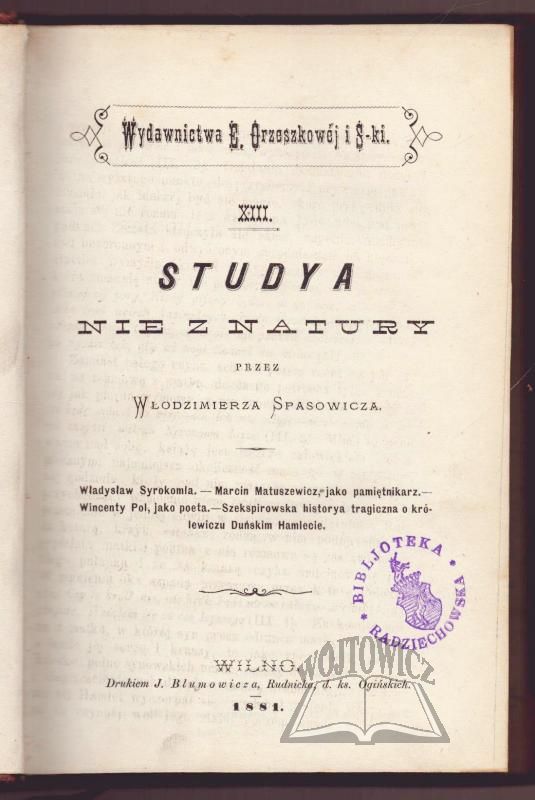 Wydawnictwa E. Orzeszkowéj i S-ki.
XIII.
STUDYA
NIE Z NATURY
PRZEZ
WŁODZIMIERZA SPASOWICZA.
Władysław Syrokomla. — Marcin Matuszewicz, jako pamiętnikarz. —
Wincenty Pol, jako poeta. — Szekspirowska historya tragiczna o kró-
lewiczu Duńskim Hamlecie.
* BIBLJOTEKA *
RADZIECHOWSKA
WÓJTOWICZ
WILNO.
Drukiem J. Blumowicza, Rudnicka, d. ks. Ogińskich.
1881.